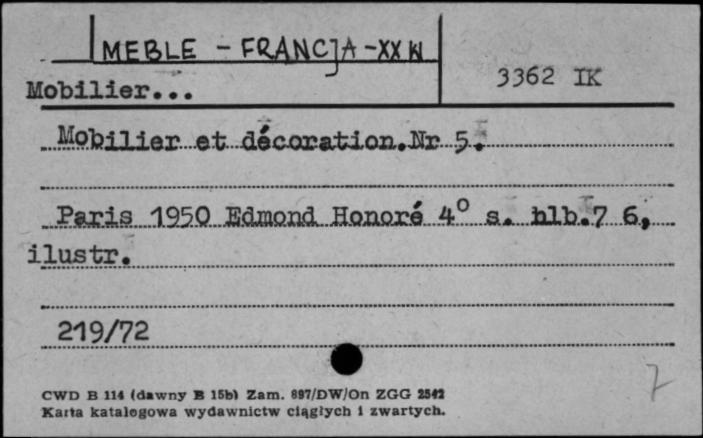 MEBLE - FRANCJA - XX W
3362 IK
Mobilier...
Mobilier et décoration.Nr 5.
Paris 1950 Edmond Honoré 4° s. nlb.7 6,
ilustr.
219/72
7
CWD B 114 (dawny B 15b) Zam. 897/DW/On ZGG 2542
Karta katalogowa wydawnictw ciągłych i zwartych.